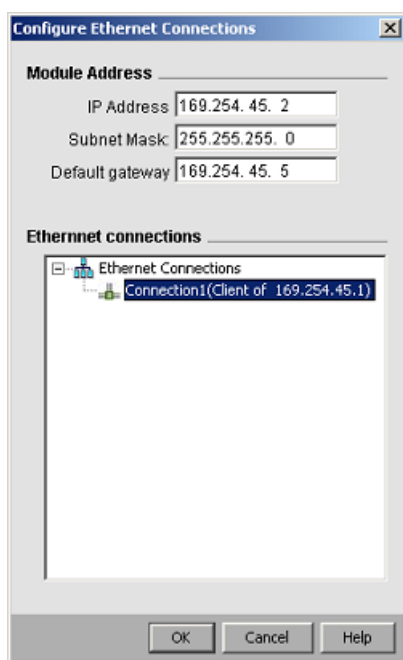 Configure Ethernet Connections
Module Address
IP Address 169.254. 45. 2
Subnet Mask: 255.255.255. 0
Default gateway 169.254. 45. 5
Ethernnet connections
Ethernet Connections
Connection1(Client of 169.254.45.1)
OK Cancel Help